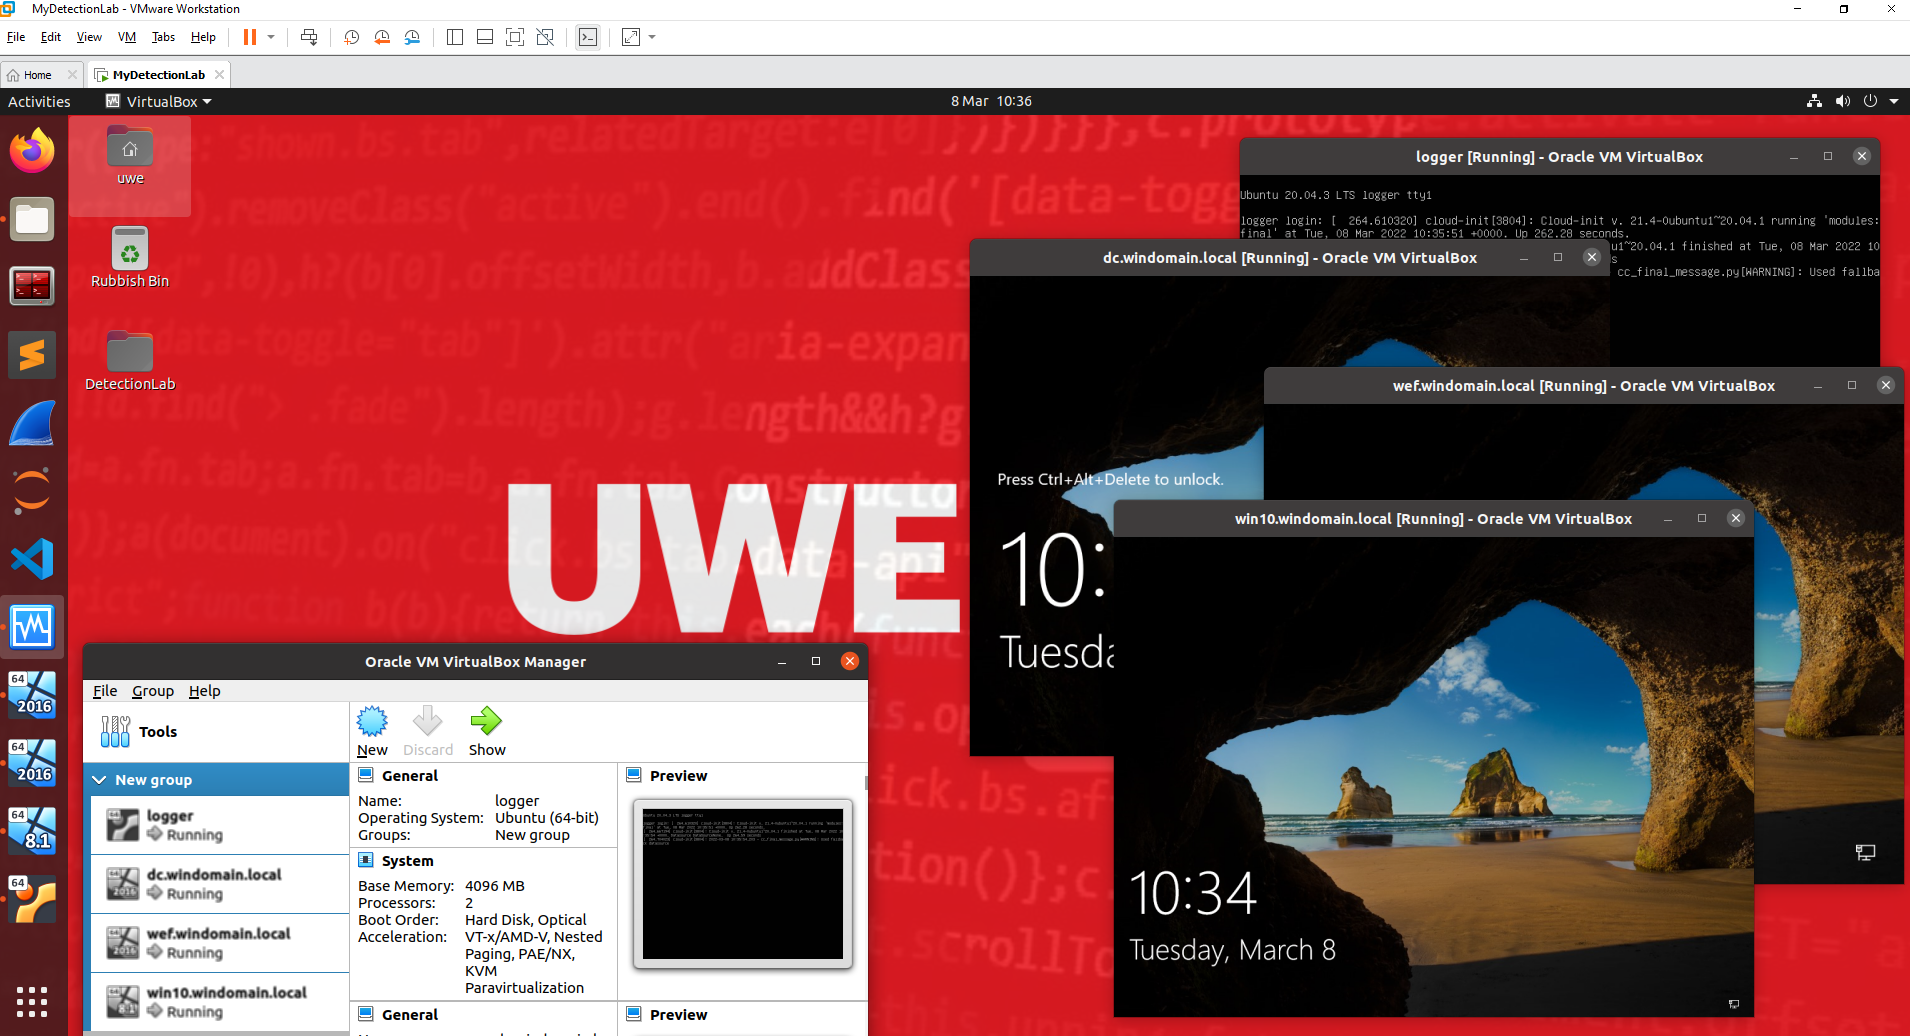 MyDetectionLab - VMware Workstation
File Edit View VM Tabs Help
Home MyDetectionLab
Activities VirtualBox 8 Mar 10:36
uwe
Rubbish Bin
DetectionLab
UWE
logger [Running] - Oracle VM VirtualBox
Ubuntu 20.04.3 LTS logger tty1
logger login: [ 264.610320] cloud-init[3804]: Cloud-init v. 21.4-0ubuntu1~20.04.1 running 'modules:
final' at Tue, 08 Mar 2022 10:35:51 +0000. Up 262.28 seconds.
u1~20.04.1 finished at Tue, 08 Mar 2022 10
cc_final_message.py[WARNING]: Used fallba
dc.windomain.local [Running] - Oracle VM VirtualBox
Press Ctrl+Alt+Delete to unlock.
10:
Tuesda
wef.windomain.local [Running] - Oracle VM VirtualBox
win10.windomain.local [Running] - Oracle VM VirtualBox
10:34
Tuesday, March 8
64
2016
64
2016
64
8.1
64
Oracle VM VirtualBox Manager
File Group Help
Tools
New Discard Show
New group
logger
Running
dc.windomain.local
Running
wef.windomain.local
Running
win10.windomain.local
Running
General
Name: logger
Operating System: Ubuntu (64-bit)
Groups: New group
System
Base Memory: 4096 MB
Processors: 2
Boot Order: Hard Disk, Optical
Acceleration: VT-x/AMD-V, Nested
Paging, PAE/NX,
KVM
Paravirtualization
Preview
General
Preview